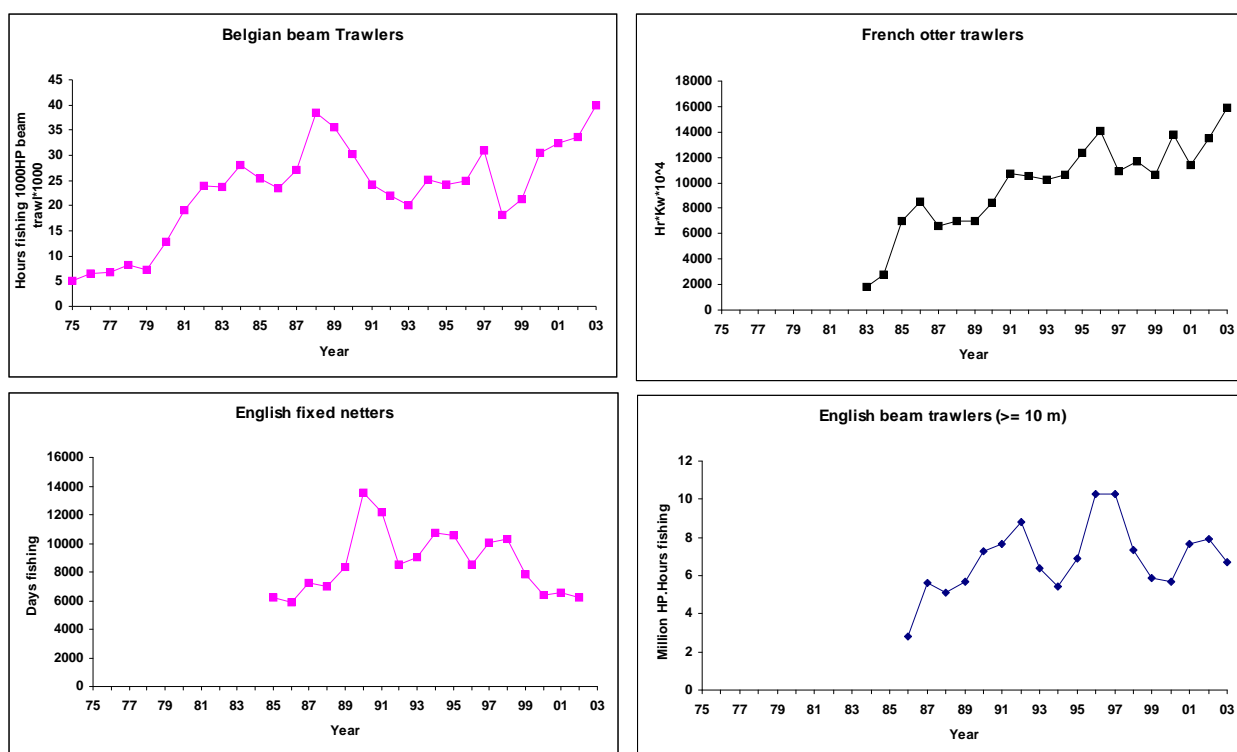 Belgian beam Trawlers
Hours fishing 1000HP beam
trawl*1000
45
40
35
30
25
20
15
10
5
0
75 77 79 81 83 85 87 89 91 93 95 97 99 01 03
Year
French otter trawlers
Hr*Kw*10^4
18000
16000
14000
12000
10000
8000
6000
4000
2000
0
75 77 79 81 83 85 87 89 91 93 95 97 99 01 03
Year
English fixed netters
Days fishing
16000
14000
12000
10000
8000
6000
4000
2000
0
75 77 79 81 83 85 87 89 91 93 95 97 99 01 03
Year
English beam trawlers (>= 10 m)
Million HP.Hours fishing
12
10
8
6
4
2
0
75 77 79 81 83 85 87 89 91 93 95 97 99 01 03
Year